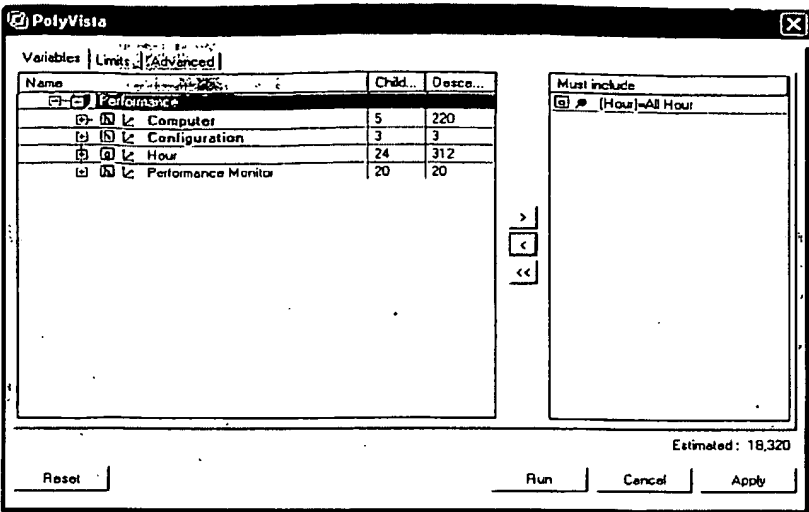 PolyVista
Variables Limits Advanced
Name Child... Desce...
Performance
Computer 5 220
Configuration 3 3
Hour 24 312
Performance Monitor 20 20
>
<
<<
Must include
[Hour]=All Hour
Estimated : 18,320
Reset Run Cancel Apply